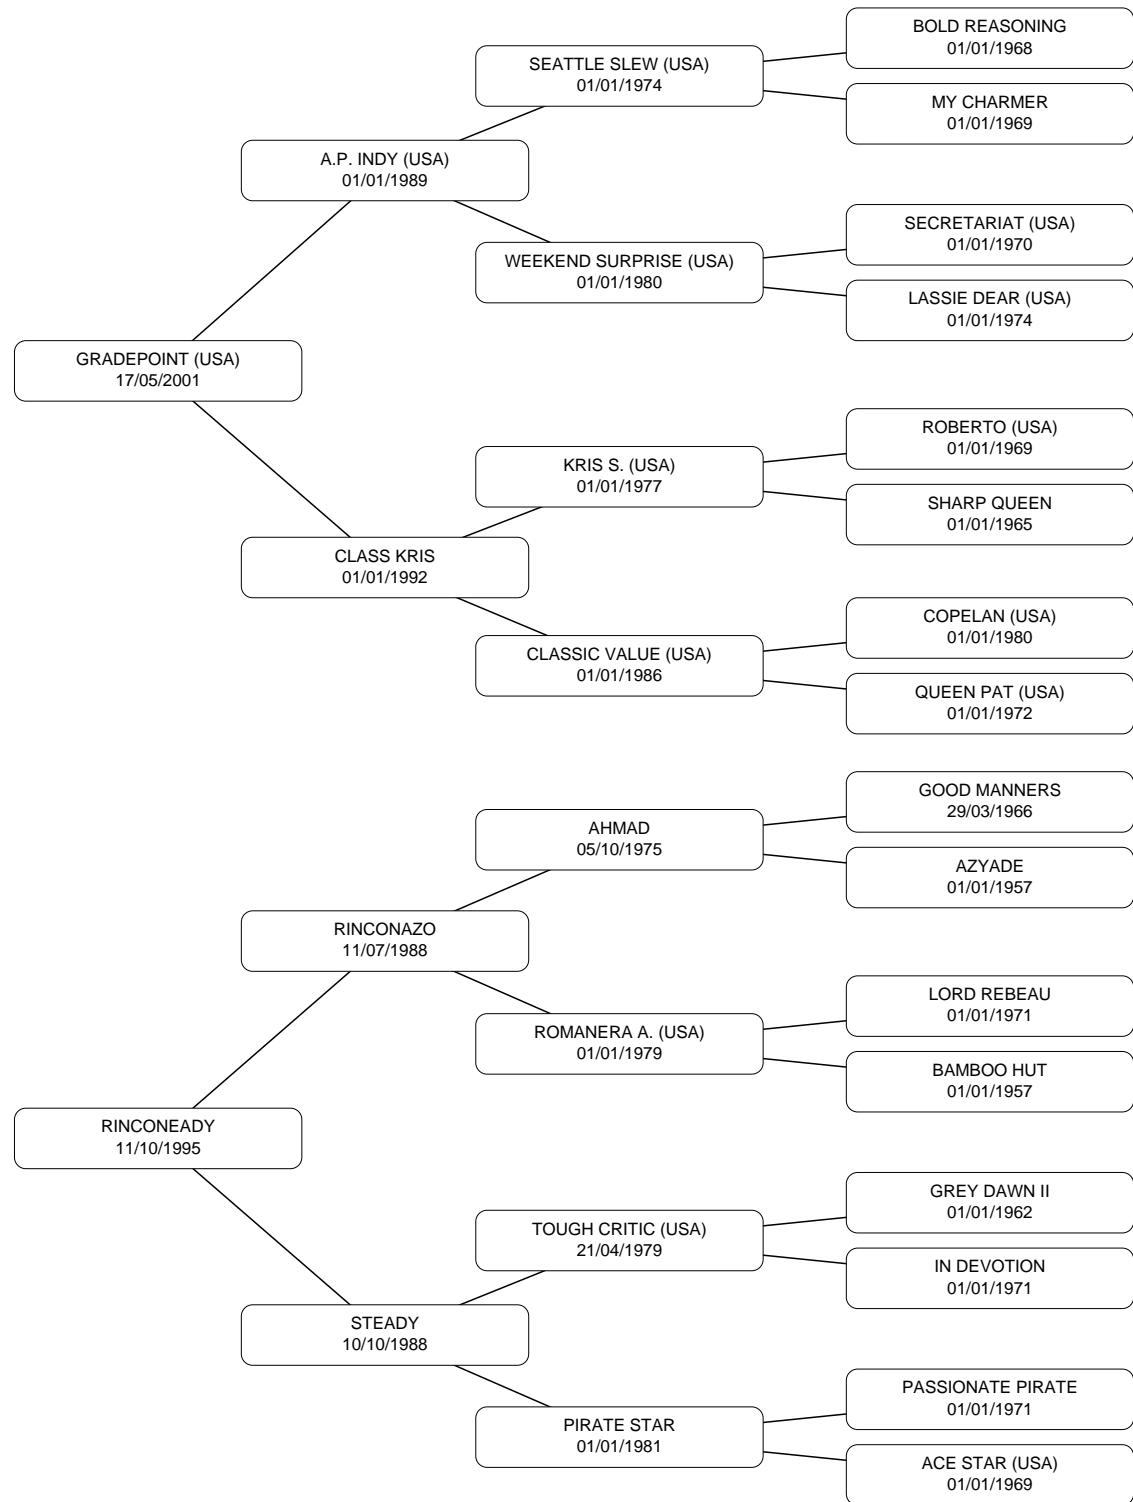 BOLD REASONING
01/01/1968
SEATTLE SLEW (USA)
01/01/1974
MY CHARMER
01/01/1969
A.P. INDY (USA)
01/01/1989
SECRETARIAT (USA)
01/01/1970
WEEKEND SURPRISE (USA)
01/01/1980
LASSIE DEAR (USA)
01/01/1974
GRADEPOINT (USA)
17/05/2001
ROBERTO (USA)
01/01/1969
KRIS S. (USA)
01/01/1977
SHARP QUEEN
01/01/1965
CLASS KRIS
01/01/1992
COPELAN (USA)
01/01/1980
CLASSIC VALUE (USA)
01/01/1986
QUEEN PAT (USA)
01/01/1972
GOOD MANNERS
29/03/1966
AHMAD
05/10/1975
AZYADE
01/01/1957
RINCONAZO
11/07/1988
LORD REBEAU
01/01/1971
ROMANERA A. (USA)
01/01/1979
BAMBOO HUT
01/01/1957
RINCONEADY
11/10/1995
GREY DAWN II
01/01/1962
TOUGH CRITIC (USA)
21/04/1979
IN DEVOTION
01/01/1971
STEADY
10/10/1988
PASSIONATE PIRATE
01/01/1971
PIRATE STAR
01/01/1981
ACE STAR (USA)
01/01/1969